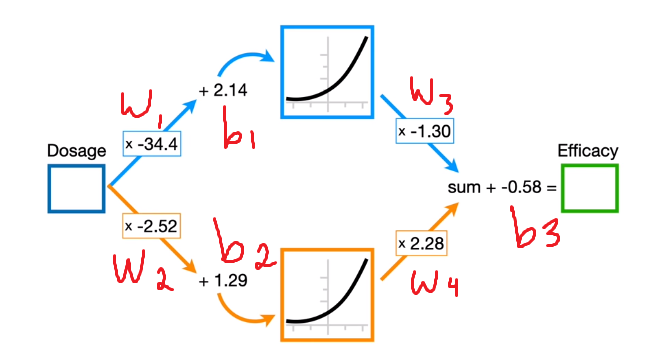 + 2.14
W1
b1
W3
x -34.4
x -1.30
Dosage
Efficacy
sum + -0.58 =
x -2.52
b2
x 2.28
b3
W2
+ 1.29
W4